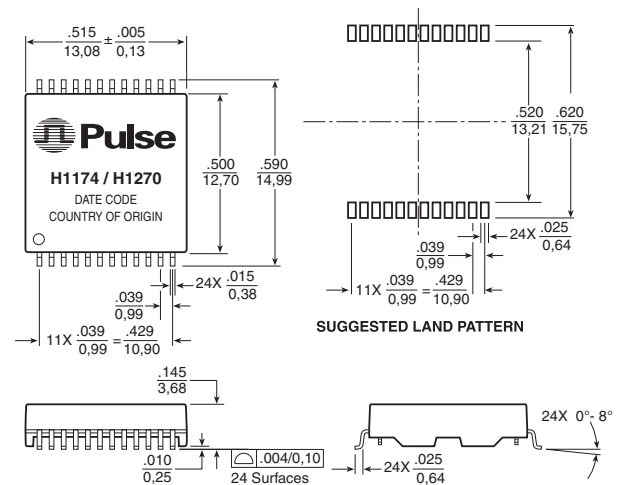 .515 ± .005
13,08 0,13
Pulse
H1174 / H1270
DATE CODE
COUNTRY OF ORIGIN
.500
12,70
.590
14,99
24X .015
0,38
.039
0,99
11X .039 = .429
0,99 10,90
.520
13,21
.620
15,75
24X .025
0,64
.039
0,99
11X .039 = .429
0,99 10,90
SUGGESTED LAND PATTERN
.145
3,68
.010
0,25
.004/0,10
24 Surfaces
24X .025
0,64
24X 0°- 8°